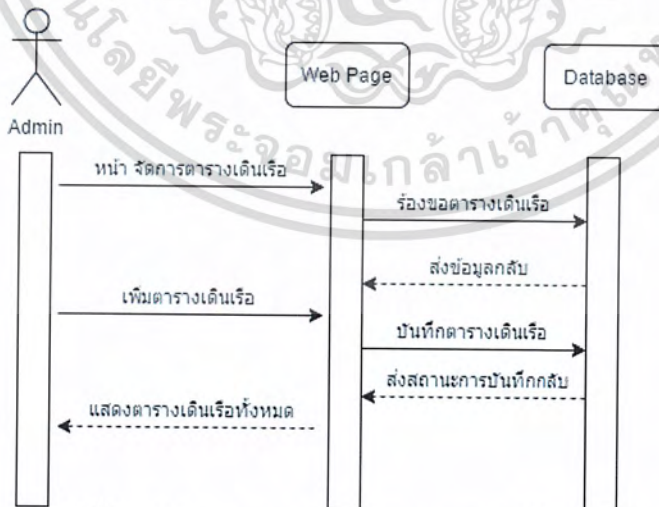 Web Page
Database
Admin
หน้า จัดการตารางเดินเรือ
ร้องขอตารางเดินเรือ
ส่งข้อมูลกลับ
เพิ่มตารางเดินเรือ
บันทึกตารางเดินเรือ
ส่งสถานะการบันทึกกลับ
แสดงตารางเดินเรือทั้งหมด